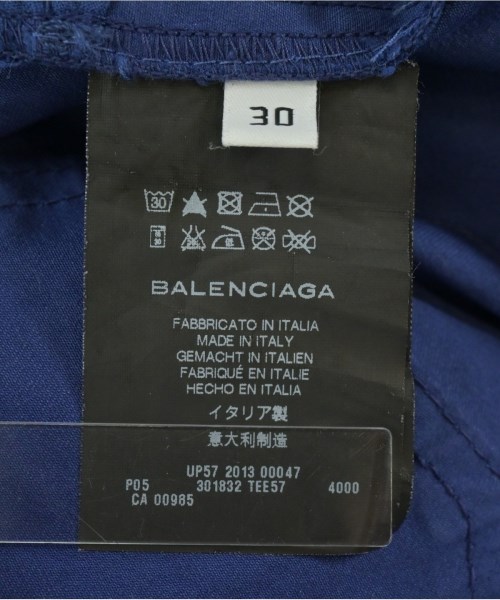 30
30
BALENCIAGA
FABBRICATO IN ITALIA
MADE IN ITALY
GEMACHT IN ITALIEN
FABRIQUÉ EN ITALIE
HECHO EN ITALIA
イタリア製
意大利制造
UP57 2013 00047
P05 301832 TEE57 4000
CA 00985